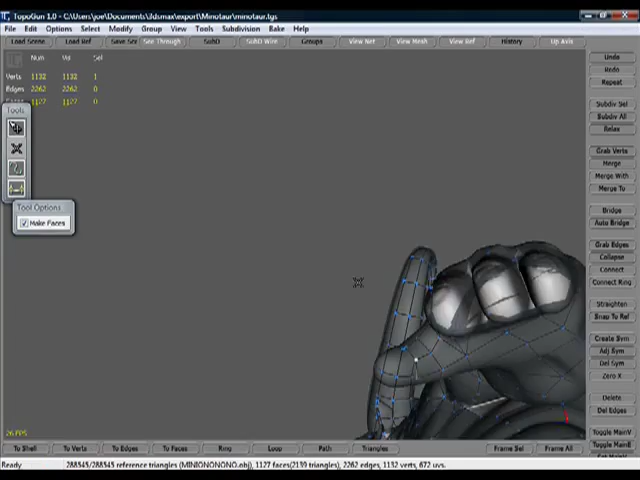 TopoGun 1.0 - C:\Users\joe\Documents\3dsmax\export\Minotaur\minotaur.tgs
File Options Select Modify Group View Tools Subdivision Bake Help
Load Scene Load Ref Save Scr See Through SubD SubD Wire Groups View Net View Mesh View Ref History Up Axis
Num Vis Sel
Verts 1132 1132 1
Edges 2262 2262 0
Faces 1127 1127 0
Tools
Tool Options
Make Faces
Undo
Redo
Repeat
Subdiv Sel
Subdiv All
Relax
Grab Verts
Merge
Merge With
Merge To
Bridge
Auto Bridge
Grab Edges
Collapse
Connect
Connect Ring
Straighten
Snap To Ref
Create Sym
Adj Sym
Del Sym
Zero X
Delete
Del Edges
Toggle MainV
Toggle MainE
26 FPS
To Shell To Verts To Edges To Faces Ring Loop Path Triangles Frame Sel Frame All
Ready 288545/288545 reference triangles (MINIONONONO.obj), 1127 faces(2139 triangles), 2262 edges, 1132 verts, 672 uvs.